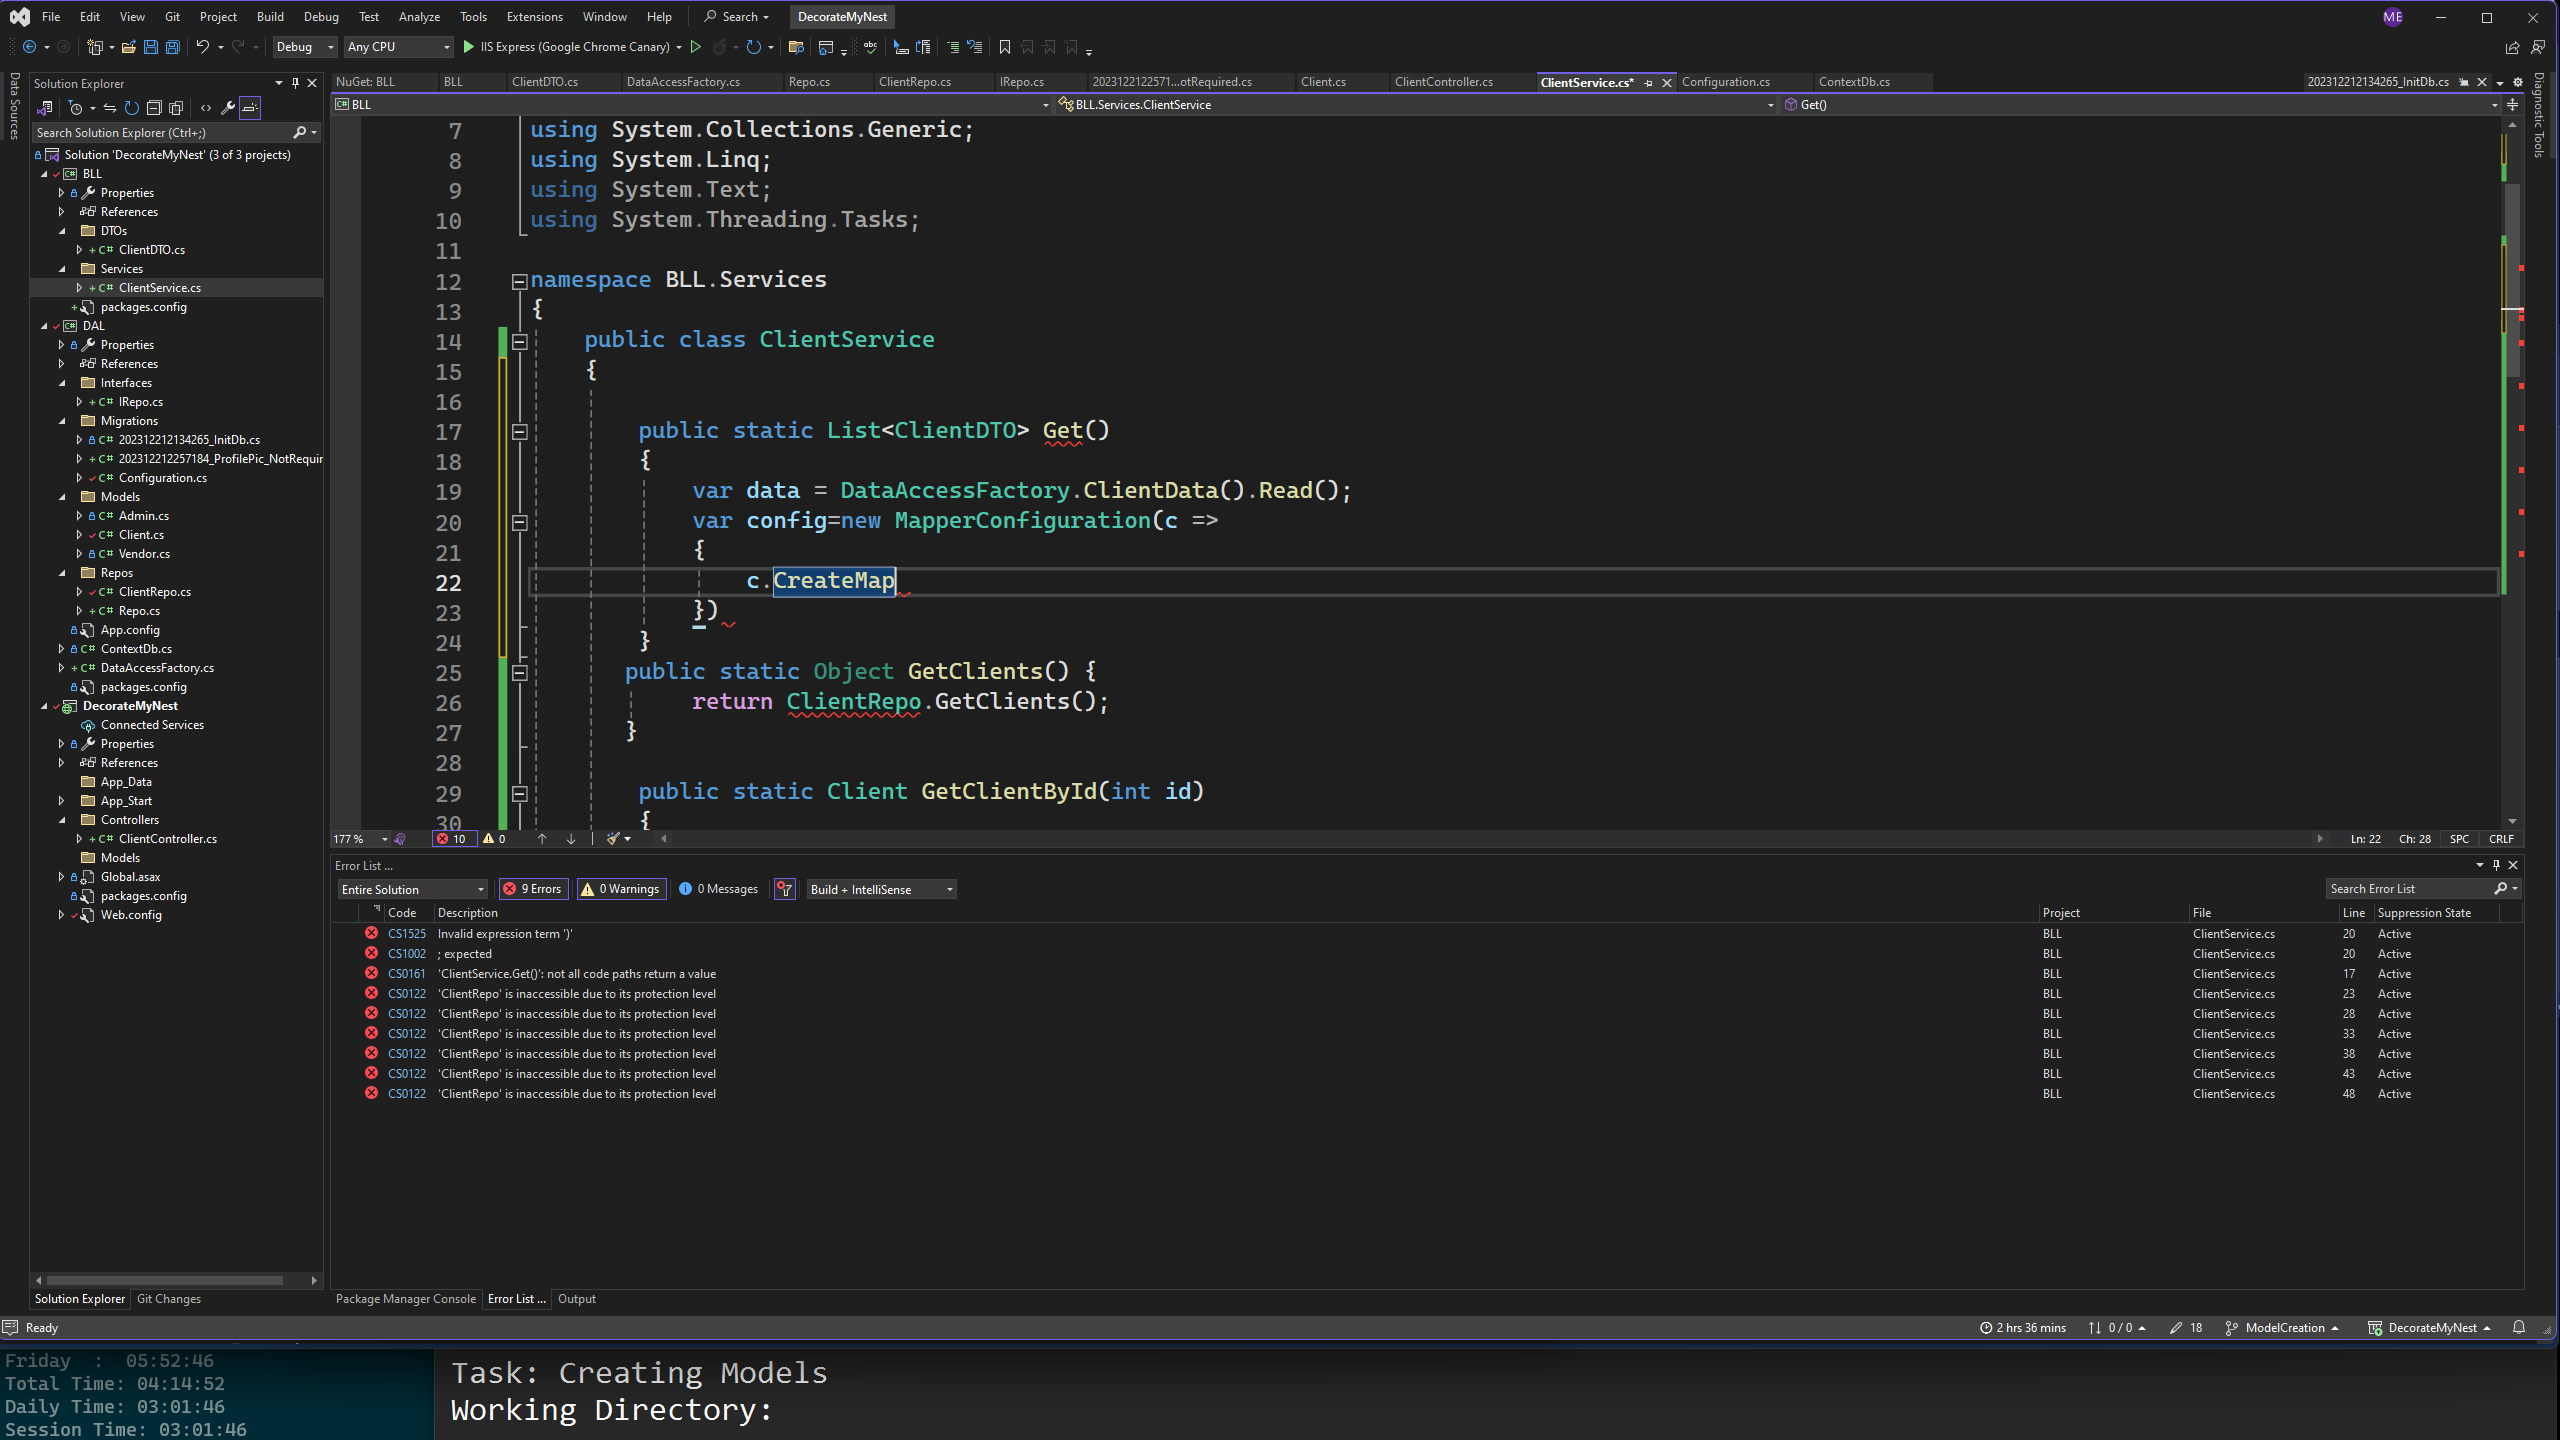 File Edit View Git Project Build Debug Test Analyze Tools Extensions Window Help Search DecorateMyNest ME
Debug Any CPU IIS Express (Google Chrome Canary)
Data Sources
Solution Explorer
Search Solution Explorer (Ctrl+;)
Solution 'DecorateMyNest' (3 of 3 projects)
BLL
Properties
References
DTOs
C# ClientDTO.cs
Services
C# ClientService.cs
packages.config
DAL
Properties
References
Interfaces
C# IRepo.cs
Migrations
C# 202312212134265_InitDb.cs
C# 202312212257184_ProfilePic_NotRequir
C# Configuration.cs
Models
C# Admin.cs
C# Client.cs
C# Vendor.cs
Repos
C# ClientRepo.cs
C# Repo.cs
App.config
C# ContextDb.cs
C# DataAccessFactory.cs
packages.config
DecorateMyNest
Connected Services
Properties
References
App_Data
App_Start
Controllers
C# ClientController.cs
Models
Global.asax
packages.config
Web.config
Solution Explorer Git Changes
NuGet: BLL BLL ClientDTO.cs DataAccessFactory.cs Repo.cs ClientRepo.cs IRepo.cs 2023122122571...otRequired.cs Client.cs ClientController.cs ClientService.cs* Configuration.cs ContextDb.cs 202312212134265_InitDb.cs
BLL BLL.Services.ClientService Get()
7 using System.Collections.Generic;
8 using System.Linq;
9 using System.Text;
10 using System.Threading.Tasks;
11
12 namespace BLL.Services
13 {
14 public class ClientService
15 {
16
17 public static List<ClientDTO> Get()
18 {
19 var data = DataAccessFactory.ClientData().Read();
20 var config=new MapperConfiguration(c =>
21 {
22 c.CreateMap
23 })
24 }
25 public static Object GetClients() {
26 return ClientRepo.GetClients();
27 }
28
29 public static Client GetClientById(int id)
30 {
177 % 10 0 Ln: 22 Ch: 28 SPC CRLF
Diagnostic Tools
Error List ...
Entire Solution 9 Errors 0 Warnings 0 Messages Build + IntelliSense Search Error List
Code Description Project File Line Suppression State
CS1525 Invalid expression term ')' BLL ClientService.cs 20 Active
CS1002 ; expected BLL ClientService.cs 20 Active
CS0161 'ClientService.Get()': not all code paths return a value BLL ClientService.cs 17 Active
CS0122 'ClientRepo' is inaccessible due to its protection level BLL ClientService.cs 23 Active
CS0122 'ClientRepo' is inaccessible due to its protection level BLL ClientService.cs 28 Active
CS0122 'ClientRepo' is inaccessible due to its protection level BLL ClientService.cs 33 Active
CS0122 'ClientRepo' is inaccessible due to its protection level BLL ClientService.cs 38 Active
CS0122 'ClientRepo' is inaccessible due to its protection level BLL ClientService.cs 43 Active
CS0122 'ClientRepo' is inaccessible due to its protection level BLL ClientService.cs 48 Active
Package Manager Console Error List ... Output
Ready 2 hrs 36 mins 0 / 0 18 ModelCreation DecorateMyNest
Friday : 05:52:46
Total Time: 04:14:52
Daily Time: 03:01:46
Session Time: 03:01:46
Task: Creating Models
Working Directory: